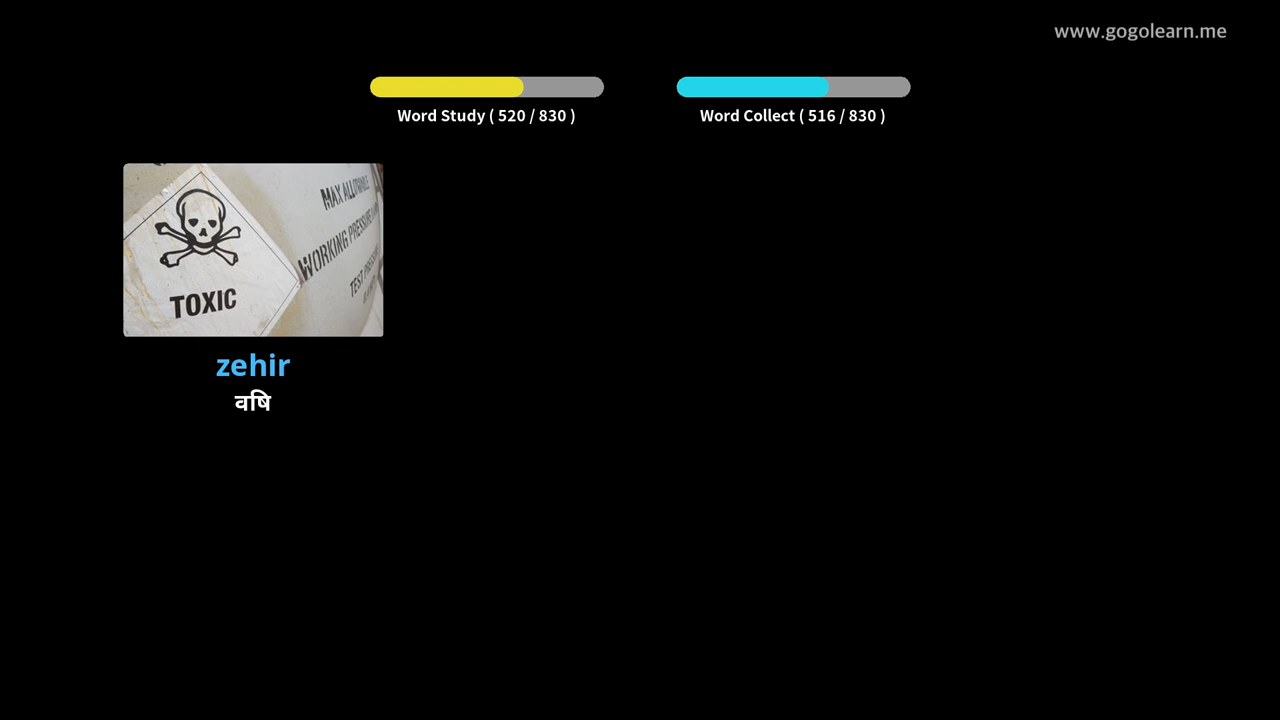 www.gogolearn.me
Word Study ( 520 / 830 )
Word Collect ( 516 / 830 )
MAX ALLOWABLE
WORKING PRESSURE
TEST
TOXIC
zehir
वषि